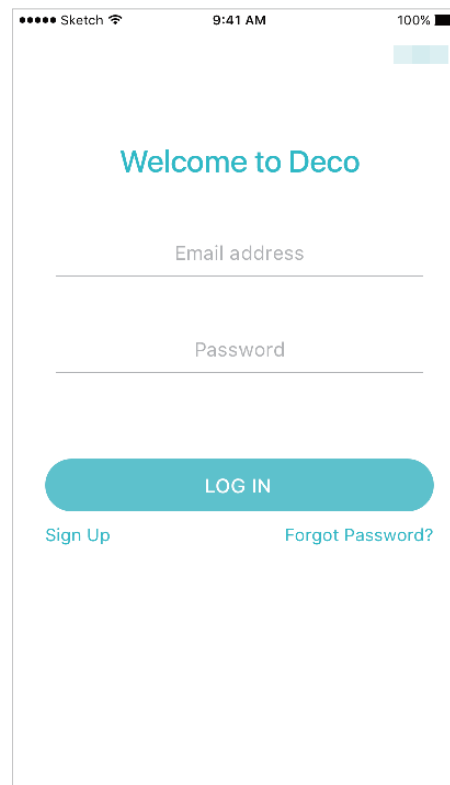 ●●●●● Sketch 9:41 AM 100%
Welcome to Deco
Email address
Password
LOG IN
Sign Up Forgot Password?